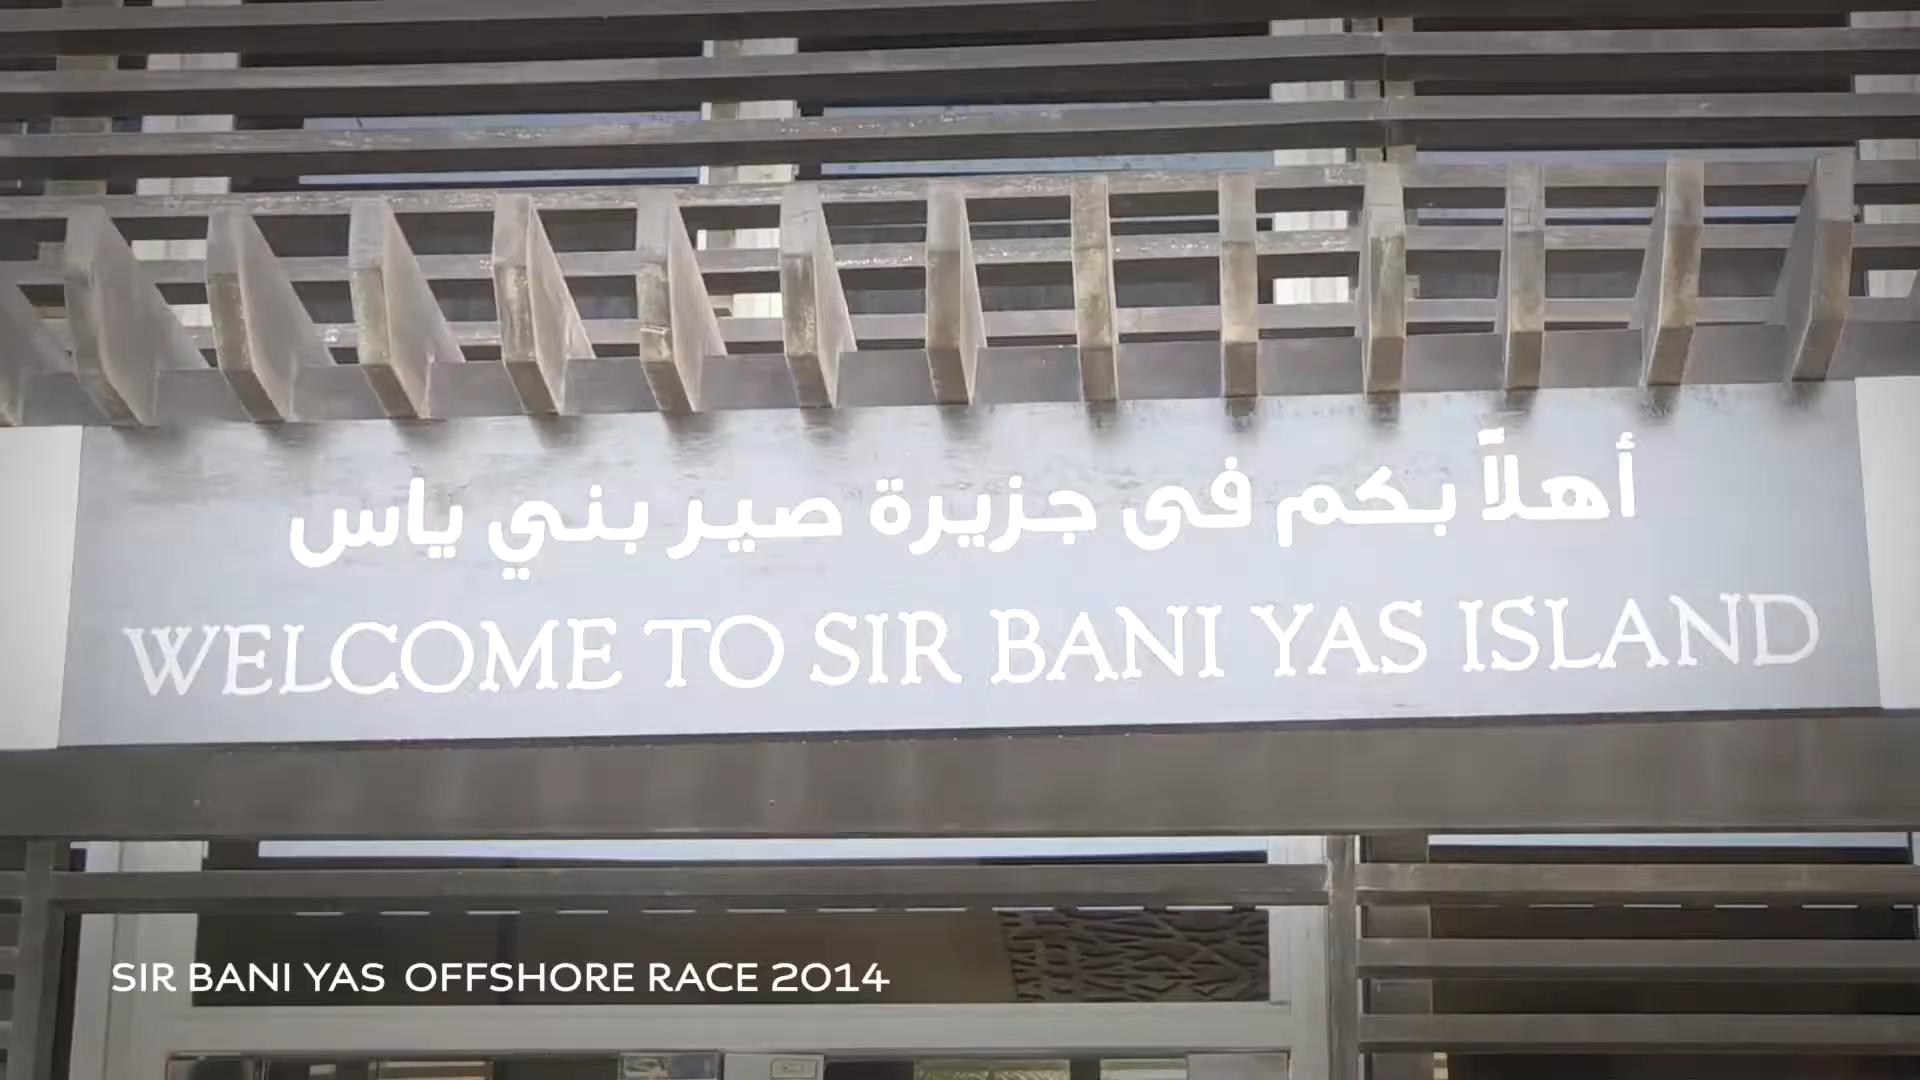 أهلاً بكم فى جزيرة صير بني ياس
WELCOME TO SIR BANI YAS ISLAND
SIR BANI YAS OFFSHORE RACE 2014